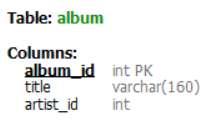 Table: album
Columns:
album_id int PK
title varchar(160)
artist_id int